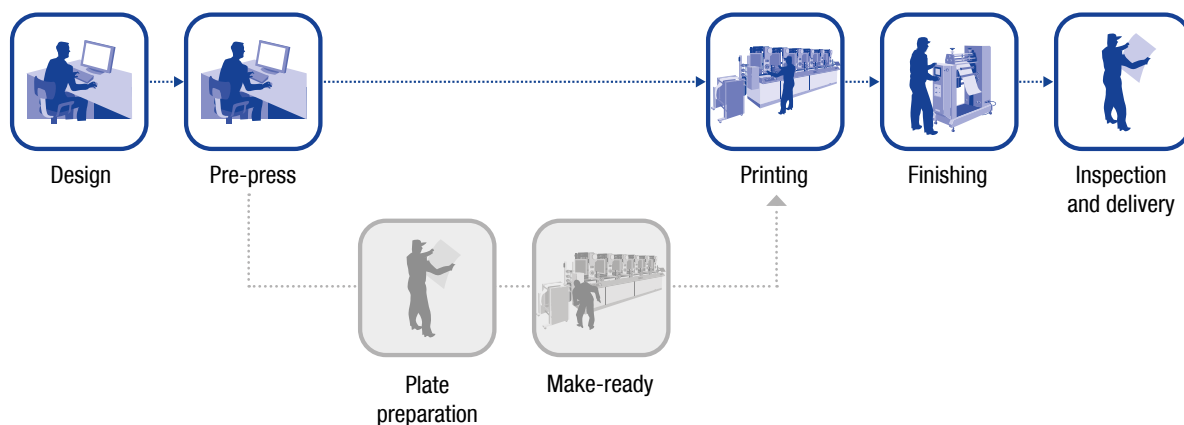 Design
Pre-press
Printing
Finishing
Inspection
and delivery
Plate
preparation
Make-ready